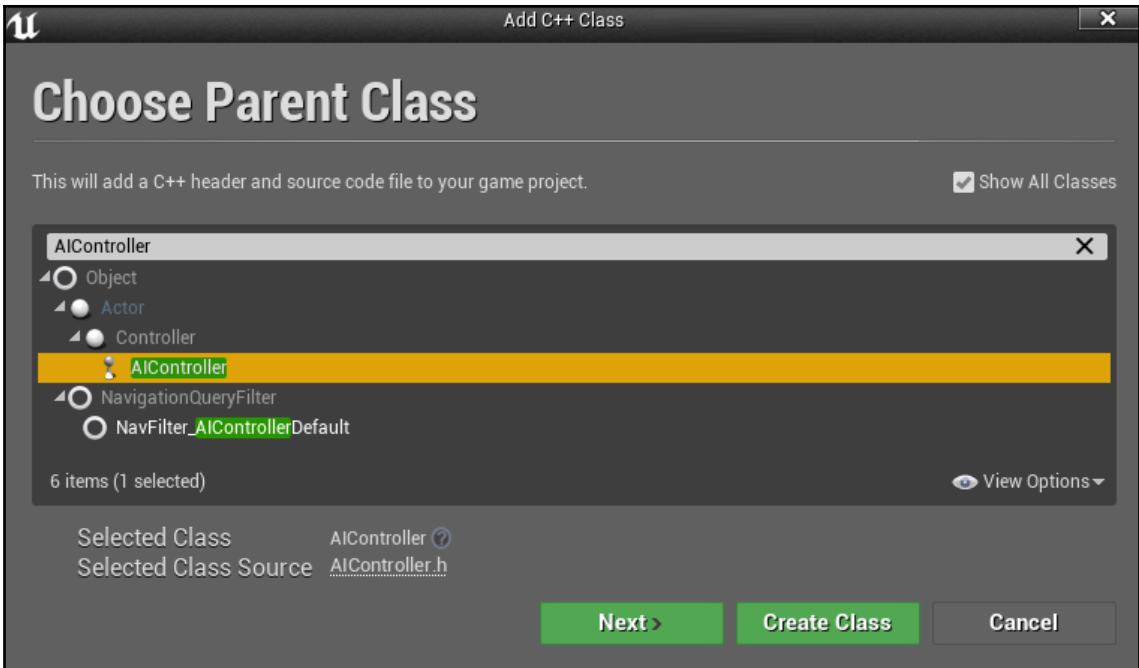 Add C++ Class
Choose Parent Class
This will add a C++ header and source code file to your game project.
Show All Classes
AIController
Object
Actor
Controller
AIController
NavigationQueryFilter
NavFilter_AIControllerDefault
6 items (1 selected)
View Options
Selected Class AIController ?
Selected Class Source AIController.h
Next >
Create Class
Cancel